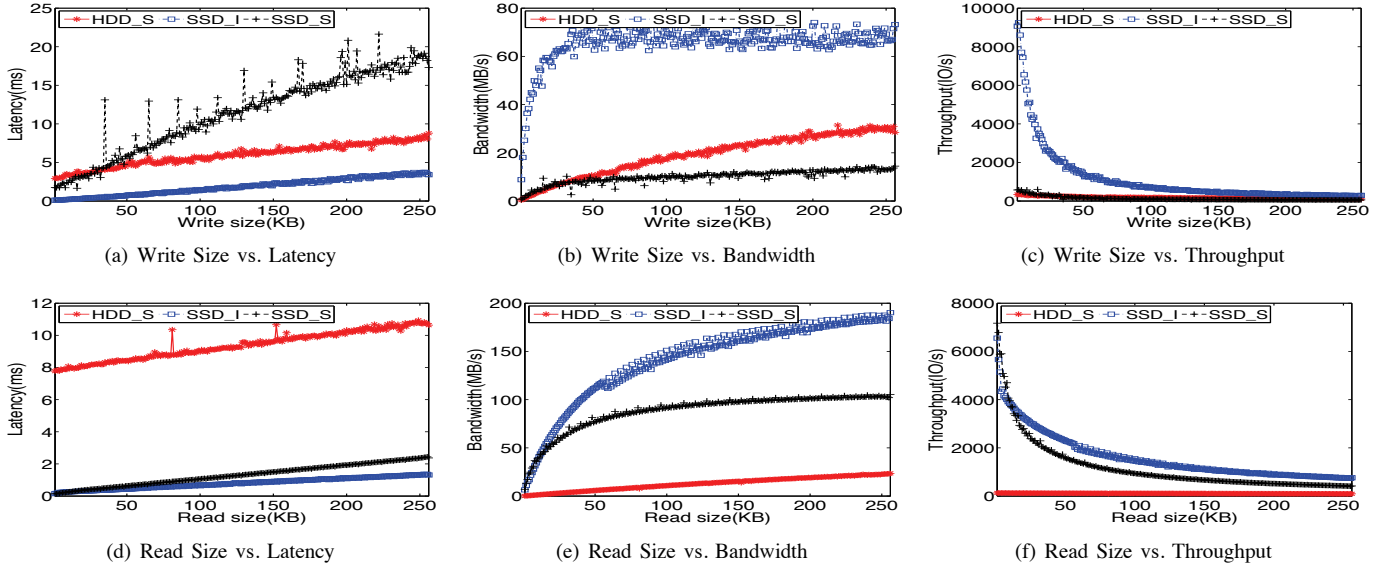 HDD_S SSD_I SSD_S
Latency(ms)
25
20
15
10
5
0
50 100 150 200 250
Write size(KB)
(a) Write Size vs. Latency
HDD_S SSD_I SSD_S
Bandwidth(MB/s)
80
60
40
20
0
50 100 150 200 250
Write size(KB)
(b) Write Size vs. Bandwidth
HDD_S SSD_I SSD_S
Throughput(IO/s)
10000
8000
6000
4000
2000
0
50 100 150 200 250
Write size(KB)
(c) Write Size vs. Throughput
HDD_S SSD_I SSD_S
Latency(ms)
12
10
8
6
4
2
0
50 100 150 200 250
Read size(KB)
(d) Read Size vs. Latency
HDD_S SSD_I SSD_S
Bandwidth(MB/s)
200
150
100
50
0
50 100 150 200 250
Read size(KB)
(e) Read Size vs. Bandwidth
HDD_S SSD_I SSD_S
Throughput(IO/s)
8000
6000
4000
2000
0
50 100 150 200 250
Read size(KB)
(f) Read Size vs. Throughput